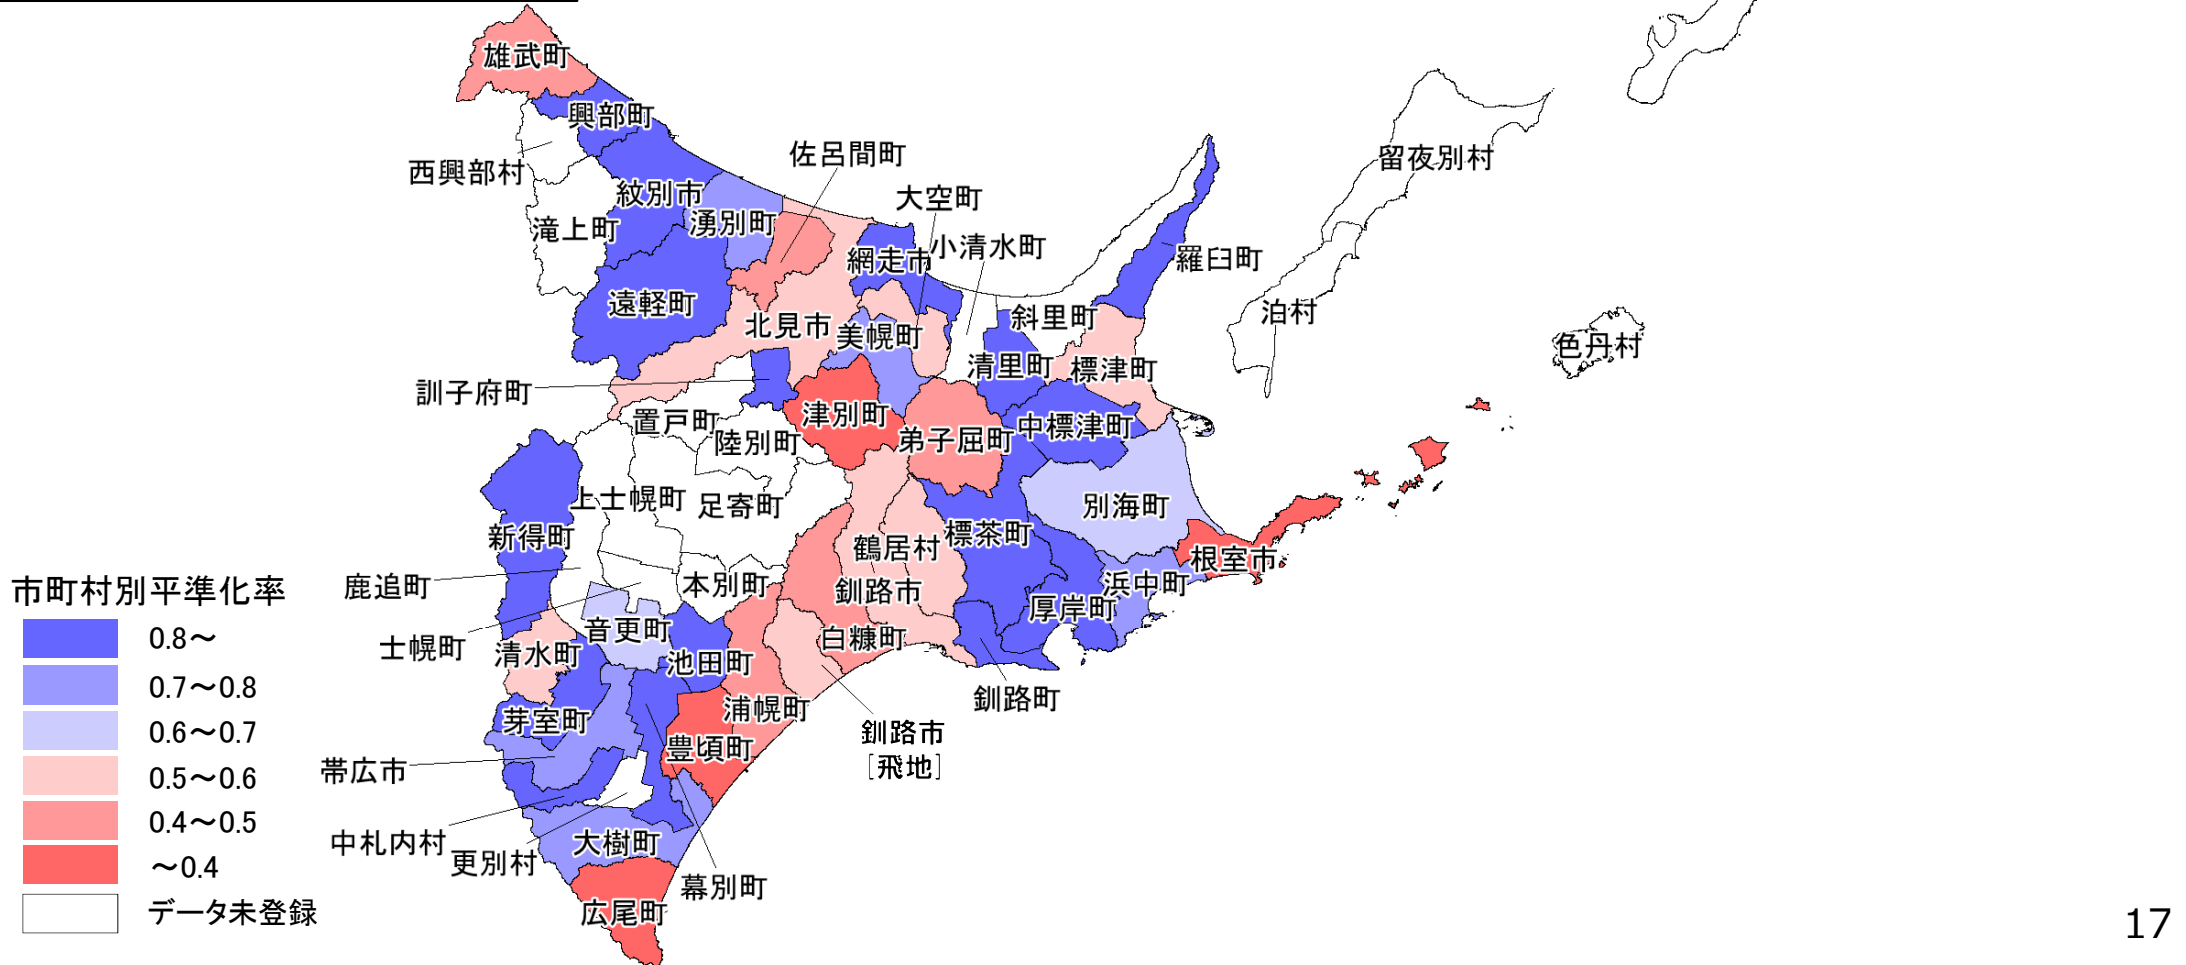 雄武町
興部町
西興部村
佐呂間町
留夜別村
紋別市
大空町
湧別町
滝上町
小清水町
網走市
羅臼町
遠軽町
泊村
斜里町
北見市
美幌町
色丹村
清里町
標津町
訓子府町
津別町
置戸町
中標津町
弟子屈町
陸別町
上士幌町
足寄町
別海町
新得町
標茶町
鶴居村
根室市
鹿追町
本別町
浜中町
釧路市
厚岸町
音更町
白糠町
士幌町
清水町
池田町
釧路町
浦幌町
芽室町
豊頃町
釧路市
[飛地]
帯広市
中札内村
大樹町
更別村
幕別町
広尾町
市町村別平準化率
0.8～
0.7～0.8
0.6～0.7
0.5～0.6
0.4～0.5
～0.4
データ未登録
17